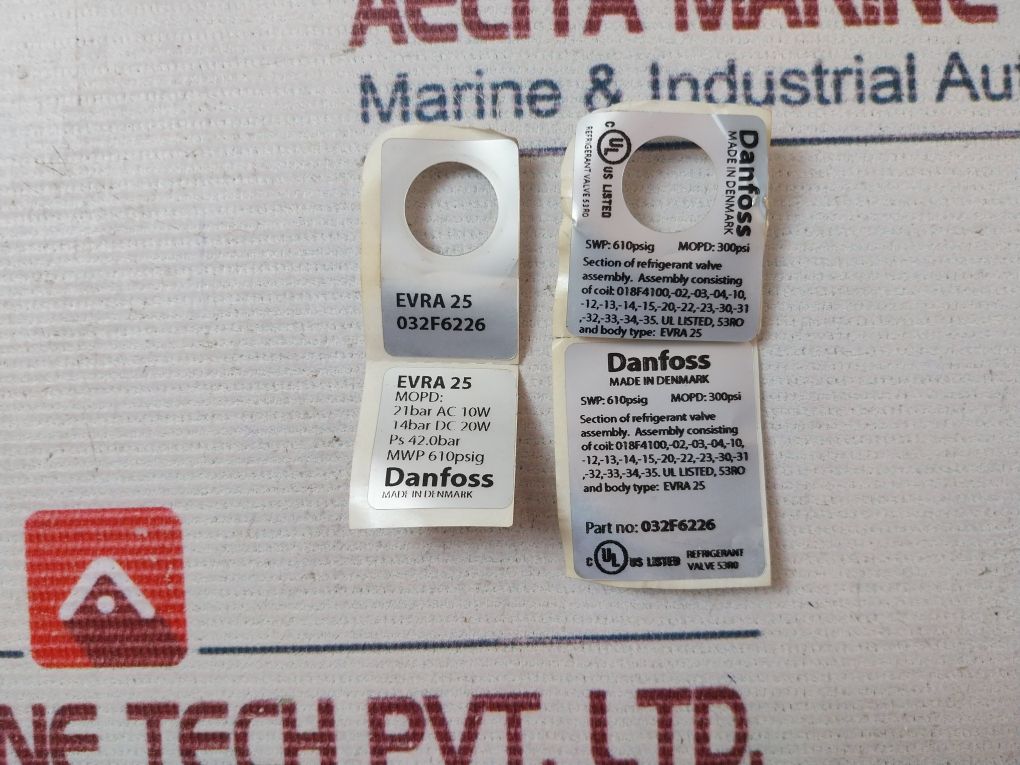 AELITA MARINE
Marine & Industrial Aut
EVRA 25
032F6226
EVRA 25
MOPD:
21bar AC 10W
14bar DC 20W
Ps 42.0bar
MWP 610psig
Danfoss
MADE IN DENMARK
Danfoss
MADE IN DENMARK
C UL US LISTED
REFRIGERANT VALVE 53R0
SWP: 610psig MOPD: 300psi
Section of refrigerant valve
assembly. Assembly consisting
of coil: 018F4100,-02,-03,-04,-10,
-12,-13,-14,-15,-20,-22,-23,-30,-31
,-32,-33,-34,-35. UL LISTED, 53RO
and body type: EVRA 25
Danfoss
MADE IN DENMARK
SWP: 610psig MOPD: 300psi
Section of refrigerant valve
assembly. Assembly consisting
of coil: 018F4100,-02,-03,-04,-10,
-12,-13,-14,-15,-20,-22,-23,-30,-31
,-32,-33,-34,-35. UL LISTED, 53RO
and body type: EVRA 25
Part no: 032F6226
C UL US LISTED REFRIGERANT
VALVE 53R0
NE TECH PVT. LTD.